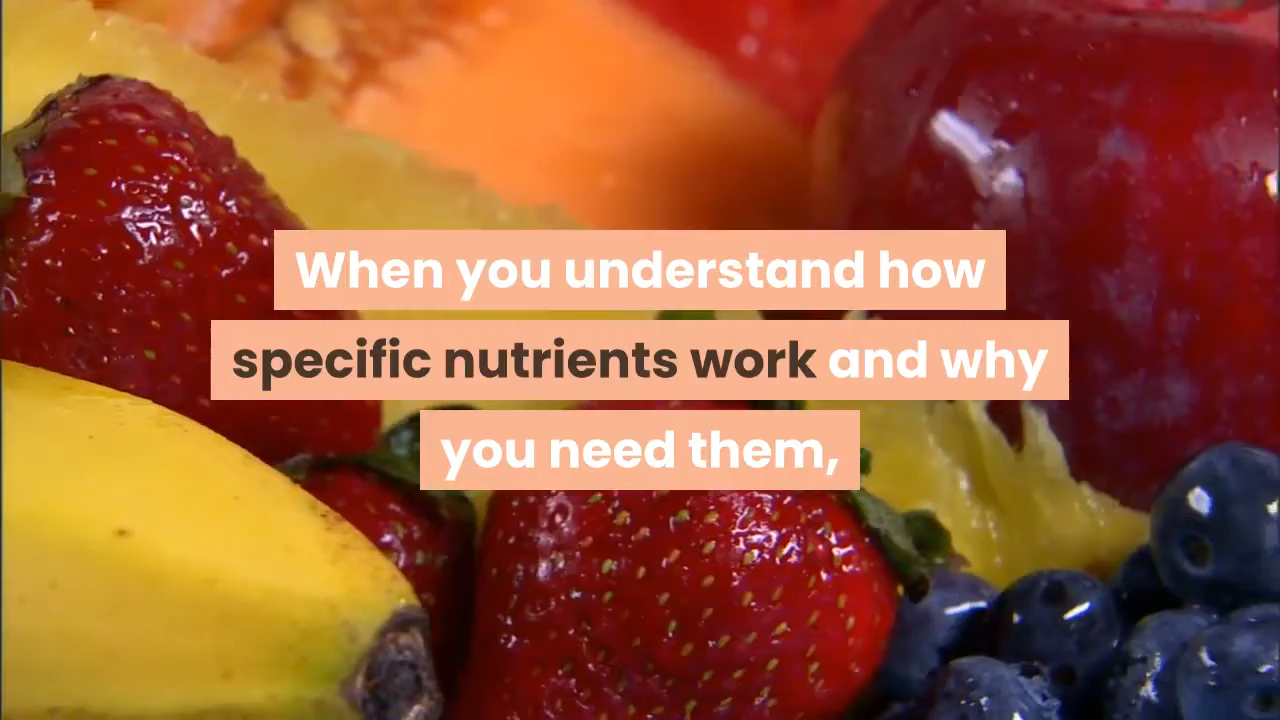 When you understand how
specific nutrients work and why
you need them,